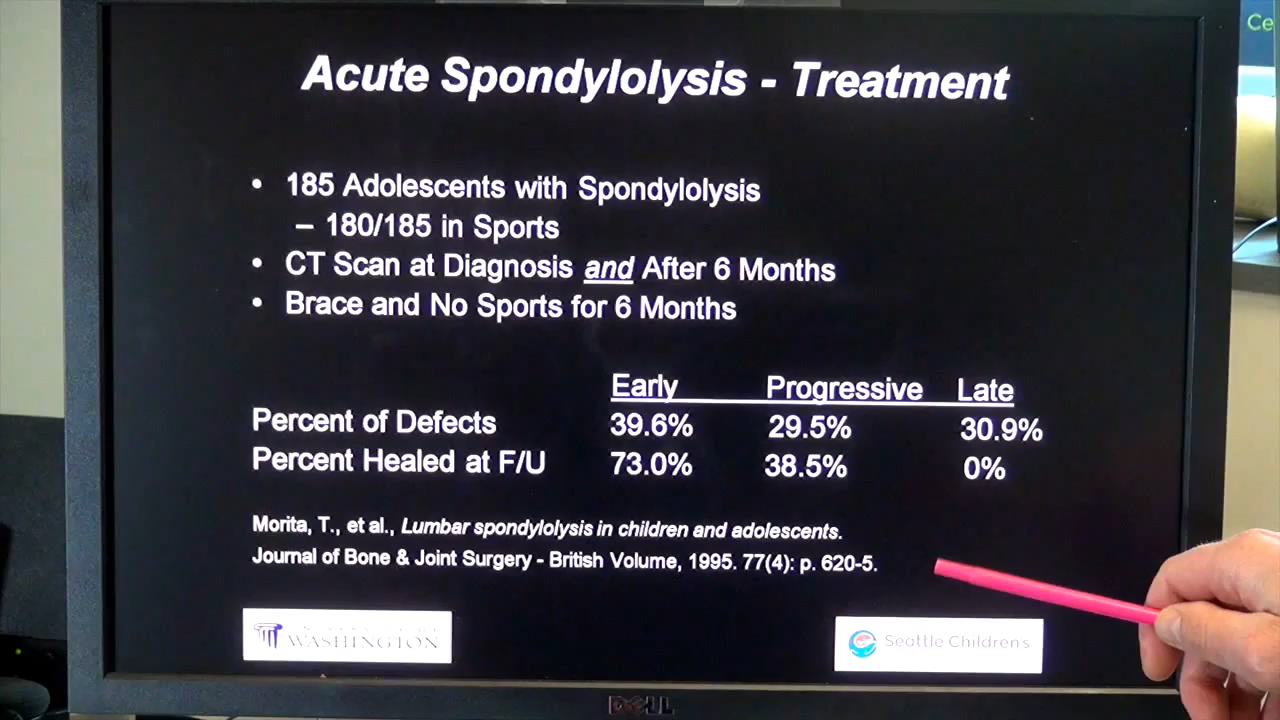 Ce
Acute Spondylolysis - Treatment
• 185 Adolescents with Spondylolysis
– 180/185 in Sports
• CT Scan at Diagnosis and After 6 Months
• Brace and No Sports for 6 Months
Early Progressive Late
Percent of Defects 39.6% 29.5% 30.9%
Percent Healed at F/U 73.0% 38.5% 0%
Morita, T., et al., Lumbar spondylolysis in children and adolescents.
Journal of Bone & Joint Surgery - British Volume, 1995. 77(4): p. 620-5.
WASHINGTON
Seattle Children's
DELL